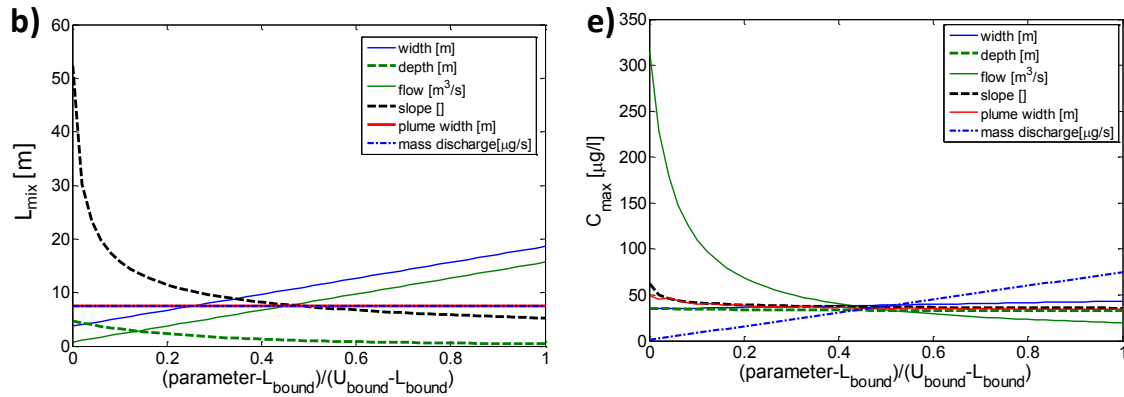 b)
60
50
40
30
20
10
0
L_mix [m]
width [m]
depth [m]
flow [m³/s]
slope []
plume width [m]
mass discharge[μg/s]
0 0.2 0.4 0.6 0.8 1
(parameter-L_bound)/(U_bound-L_bound)
e)
350
300
250
200
150
100
50
0
C_max [μg/l]
width [m]
depth [m]
flow [m³/s]
slope []
plume width [m]
mass discharge[μg/s]
0 0.2 0.4 0.6 0.8 1
(parameter-L_bound)/(U_bound-L_bound)